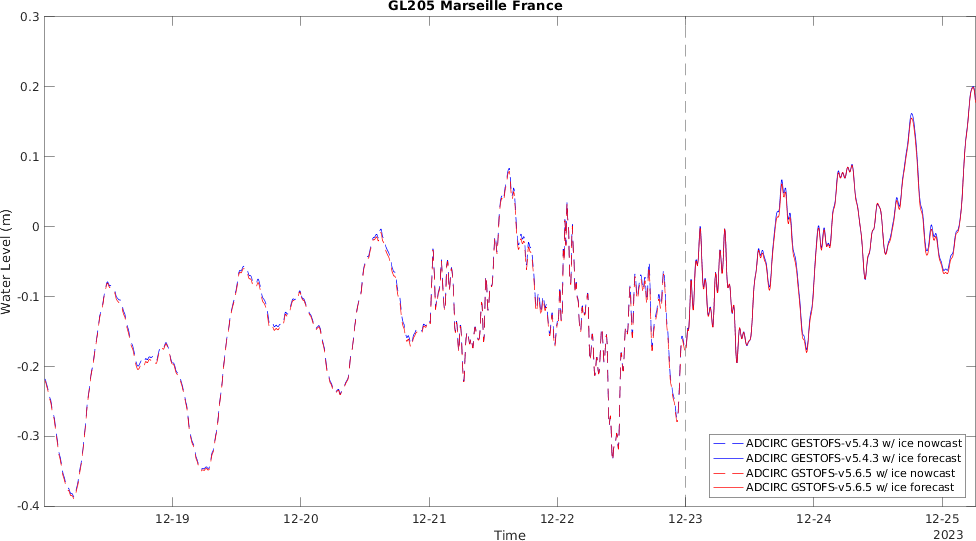 GL205 Marseille France
0.3
0.2
0.1
0
-0.1
-0.2
-0.3
-0.4
Water Level (m)
12-19
12-20
12-21
12-22
12-23
12-24
12-25
2023
Time
ADCIRC GESTOFS-v5.4.3 w/ ice nowcast
ADCIRC GESTOFS-v5.4.3 w/ ice forecast
ADCIRC GSTOFS-v5.6.5 w/ ice nowcast
ADCIRC GSTOFS-v5.6.5 w/ ice forecast